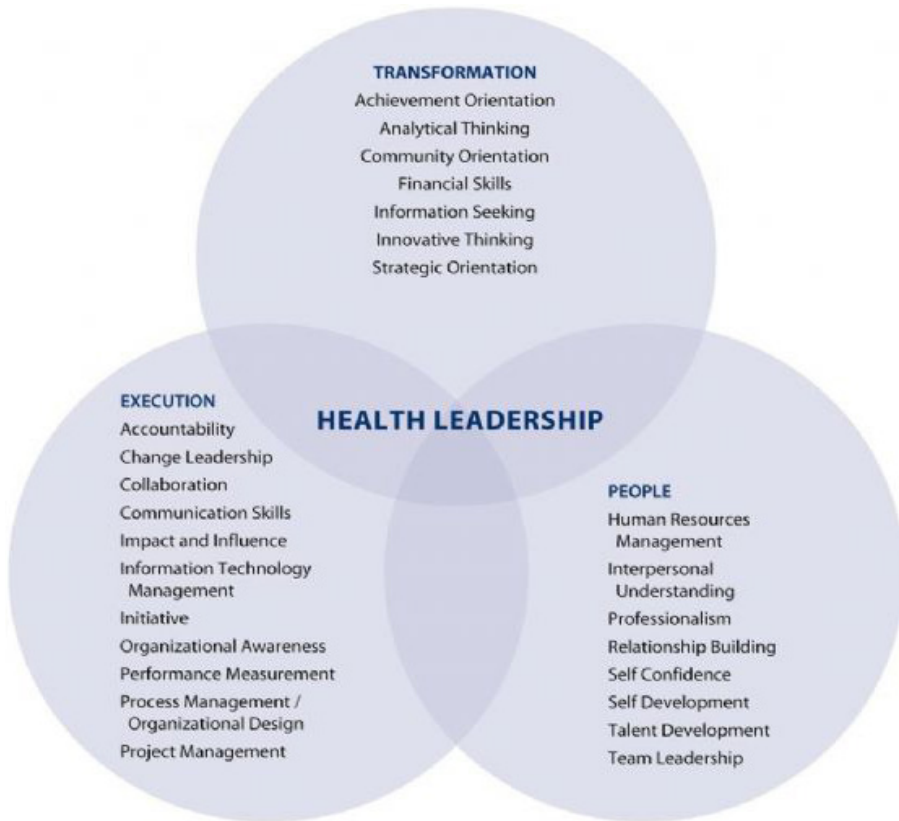 TRANSFORMATION
Achievement Orientation
Analytical Thinking
Community Orientation
Financial Skills
Information Seeking
Innovative Thinking
Strategic Orientation
HEALTH LEADERSHIP
EXECUTION
Accountability
Change Leadership
Collaboration
Communication Skills
Impact and Influence
Information Technology
Management
Initiative
Organizational Awareness
Performance Measurement
Process Management /
Organizational Design
Project Management
PEOPLE
Human Resources
Management
Interpersonal
Understanding
Professionalism
Relationship Building
Self Confidence
Self Development
Talent Development
Team Leadership